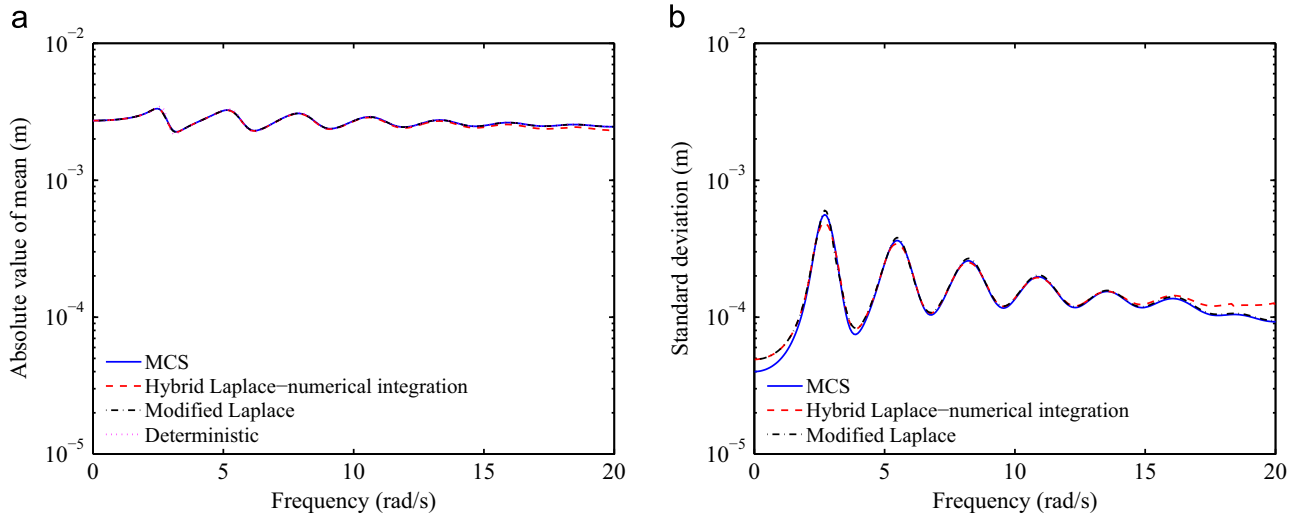 a
Absolute value of mean (m)
10⁻²
10⁻³
10⁻⁴
10⁻⁵
MCS
Hybrid Laplace−numerical integration
Modified Laplace
Deterministic
0 5 10 15 20
Frequency (rad/s)
b
Standard deviation (m)
10⁻²
10⁻³
10⁻⁴
10⁻⁵
MCS
Hybrid Laplace−numerical integration
Modified Laplace
0 5 10 15 20
Frequency (rad/s)